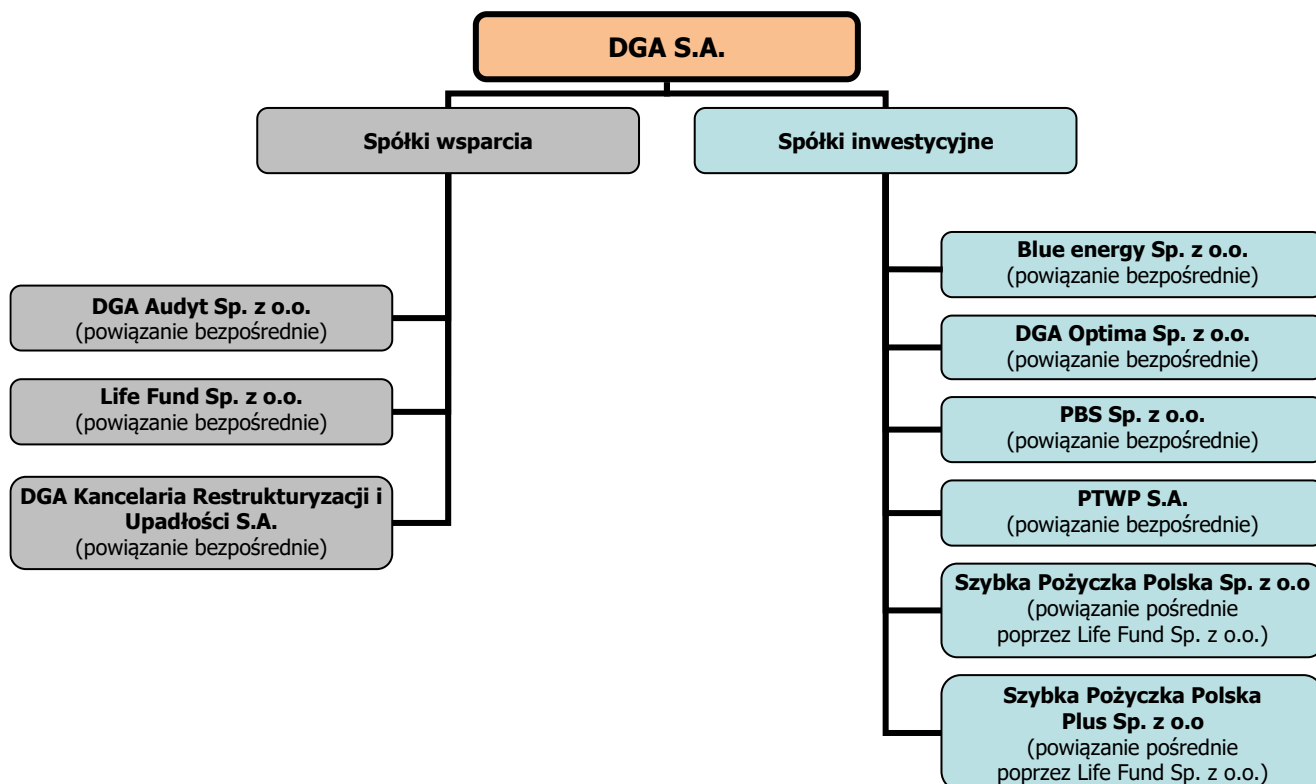 DGA S.A.
Spółki wsparcia
Spółki inwestycyjne
DGA Audyt Sp. z o.o.
(powiązanie bezpośrednie)
Life Fund Sp. z o.o.
(powiązanie bezpośrednie)
DGA Kancelaria Restrukturyzacji i
Upadłości S.A.
(powiązanie bezpośrednie)
Blue energy Sp. z o.o.
(powiązanie bezpośrednie)
DGA Optima Sp. z o.o.
(powiązanie bezpośrednie)
PBS Sp. z o.o.
(powiązanie bezpośrednie)
PTWP S.A.
(powiązanie bezpośrednie)
Szybka Pożyczka Polska Sp. z o.o
(powiązanie pośrednie
poprzez Life Fund Sp. z o.o.)
Szybka Pożyczka Polska
Plus Sp. z o.o
(powiązanie pośrednie
poprzez Life Fund Sp. z o.o.)